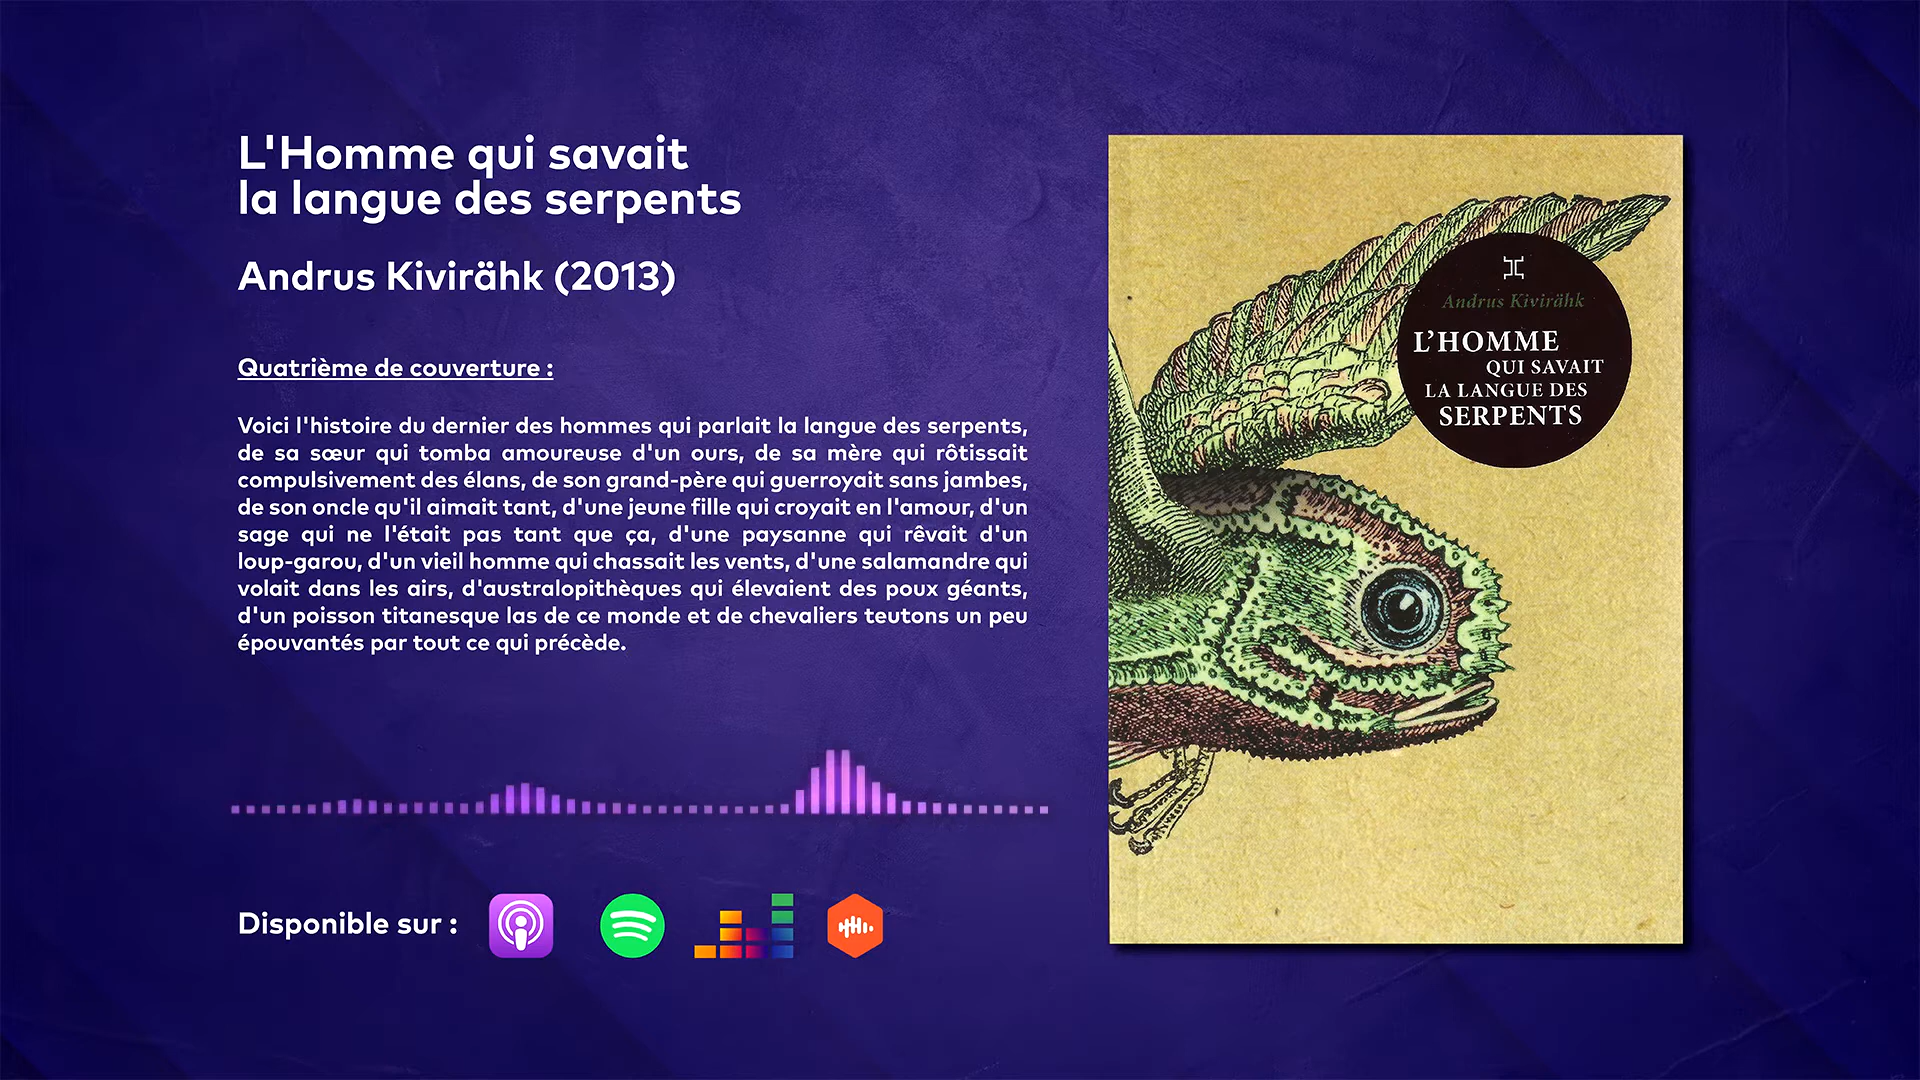 L'Homme qui savait
la langue des serpents
Andrus Kivirähk (2013)
Quatrième de couverture :
Voici l'histoire du dernier des hommes qui parlait la langue des serpents,
de sa sœur qui tomba amoureuse d'un ours, de sa mère qui rôtissait
compulsivement des élans, de son grand-père qui guerroyait sans jambes,
de son oncle qu'il aimait tant, d'une jeune fille qui croyait en l'amour, d'un
sage qui ne l'était pas tant que ça, d'une paysanne qui rêvait d'un
loup-garou, d'un vieil homme qui chassait les vents, d'une salamandre qui
volait dans les airs, d'australopithèques qui élevaient des poux géants,
d'un poisson titanesque las de ce monde et de chevaliers teutons un peu
épouvantés par tout ce qui précède.
Disponible sur :
Andrus Kivirähk
L'HOMME
QUI SAVAIT
LA LANGUE DES
SERPENTS